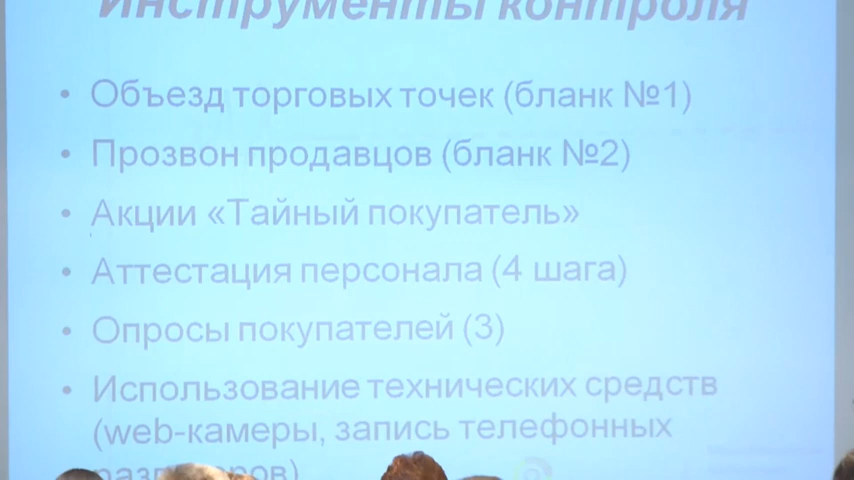 Инструменты контроля
• Объезд торговых точек (бланк №1)
• Прозвон продавцов (бланк №2)
• Акции «Тайный покупатель»
• Аттестация персонала (4 шага)
• Опросы покупателей (3)
• Использование технических средств
(web-камеры, запись телефонных